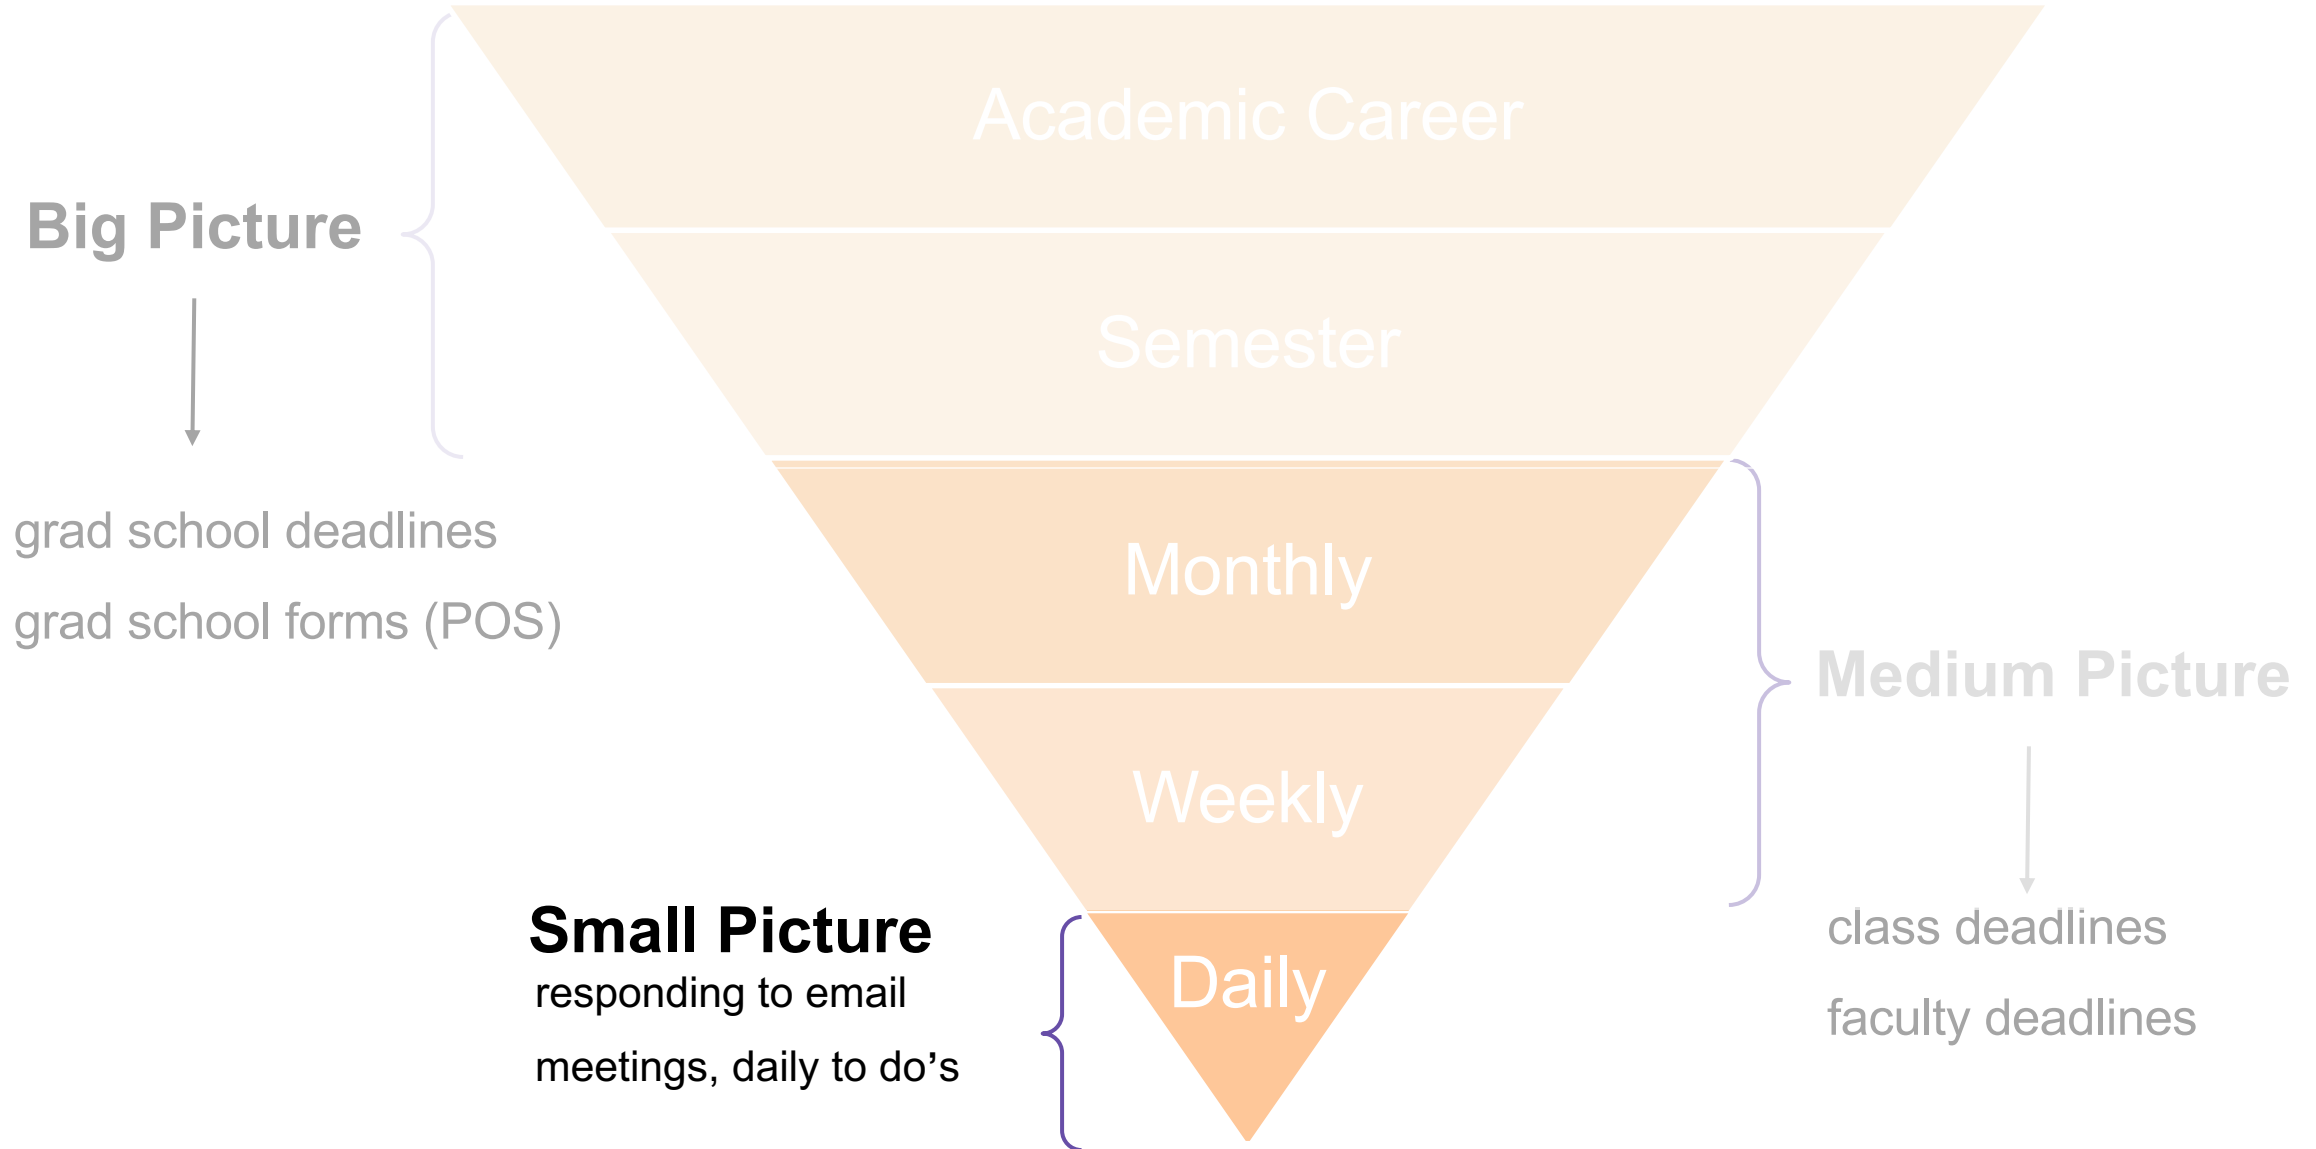 Academic Career
Big Picture
Semester
grad school deadlines
grad school forms (POS)
Monthly
Medium Picture
Weekly
class deadlines
faculty deadlines
Small Picture
responding to email
meetings, daily to do’s
Daily